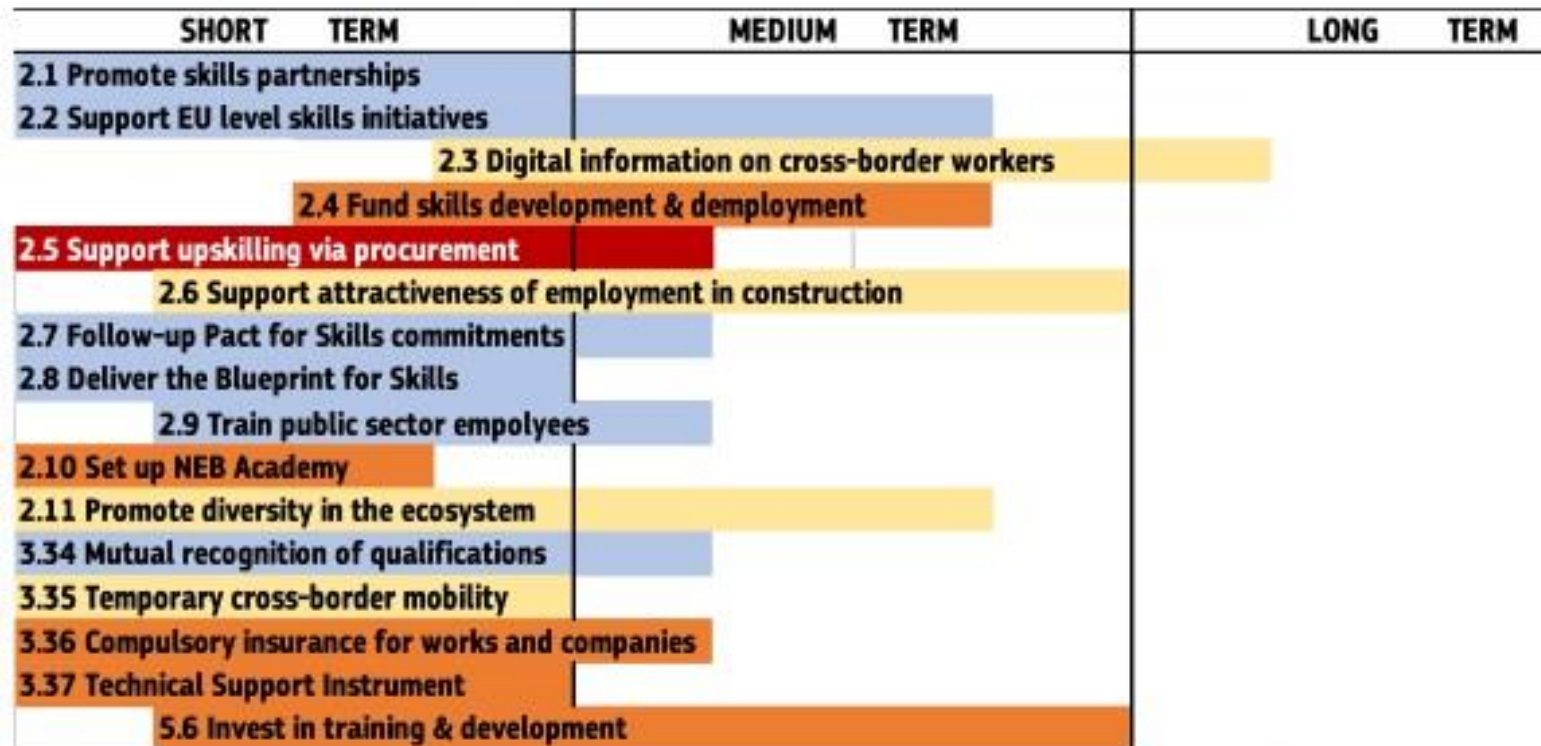 SHORT TERM MEDIUM TERM LONG TERM
2.1 Promote skills partnerships
2.2 Support EU level skills initiatives
2.3 Digital information on cross-border workers
2.4 Fund skills development & demployment
2.5 Support upskilling via procurement
2.6 Support attractiveness of employment in construction
2.7 Follow-up Pact for Skills commitments
2.8 Deliver the Blueprint for Skills
2.9 Train public sector empolyees
2.10 Set up NEB Academy
2.11 Promote diversity in the ecosystem
3.34 Mutual recognition of qualifications
3.35 Temporary cross-border mobility
3.36 Compulsory insurance for works and companies
3.37 Technical Support Instrument
5.6 Invest in training & development